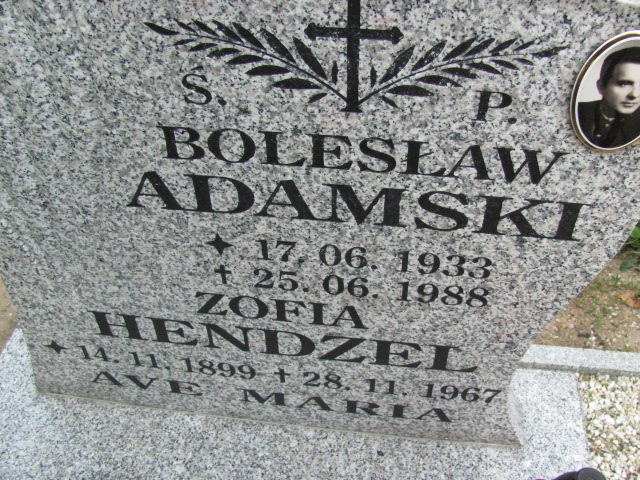 Ś. P.
BOLESŁAW
ADAMSKI
✦ 17. 06. 1933
✝ 25. 06. 1988
ZOFIA
HENDZEL
✦ 14. 11. 1899 ✝ 28. 11. 1967
AVE MARIA